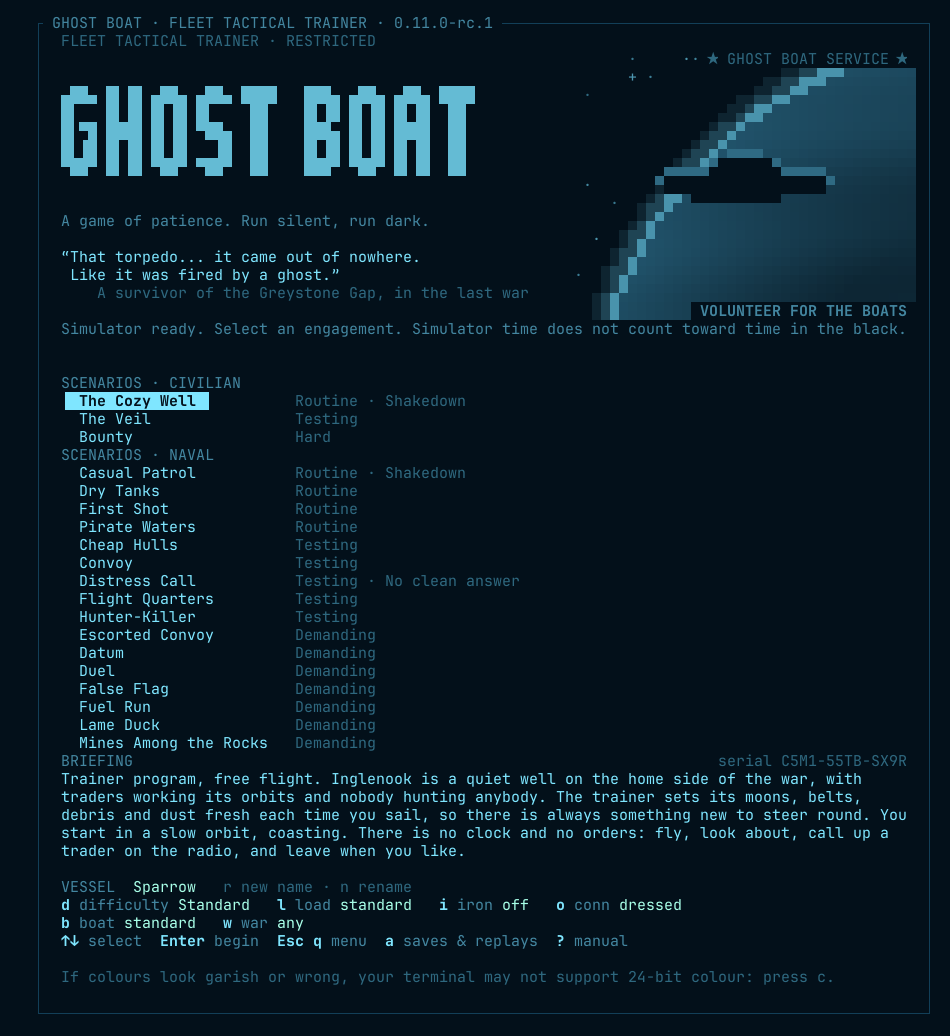 GHOST BOAT · FLEET TACTICAL TRAINER · 0.11.0-rc.1
FLEET TACTICAL TRAINER · RESTRICTED
★ GHOST BOAT SERVICE ★
GHOST BOAT
A game of patience. Run silent, run dark.
“That torpedo... it came out of nowhere.
Like it was fired by a ghost.”
A survivor of the Greystone Gap, in the last war
VOLUNTEER FOR THE BOATS
Simulator ready. Select an engagement. Simulator time does not count toward time in the black.
SCENARIOS · CIVILIAN
The Cozy Well Routine · Shakedown
The Veil Testing
Bounty Hard
SCENARIOS · NAVAL
Casual Patrol Routine · Shakedown
Dry Tanks Routine
First Shot Routine
Pirate Waters Routine
Cheap Hulls Testing
Convoy Testing
Distress Call Testing · No clean answer
Flight Quarters Testing
Hunter-Killer Testing
Escorted Convoy Demanding
Datum Demanding
Duel Demanding
False Flag Demanding
Fuel Run Demanding
Lame Duck Demanding
Mines Among the Rocks Demanding
BRIEFING serial C5M1-55TB-SX9R
Trainer program, free flight. Inglenook is a quiet well on the home side of the war, with
traders working its orbits and nobody hunting anybody. The trainer sets its moons, belts,
debris and dust fresh each time you sail, so there is always something new to steer round. You
start in a slow orbit, coasting. There is no clock and no orders: fly, look about, call up a
trader on the radio, and leave when you like.
VESSEL Sparrow r new name · n rename
d difficulty Standard l load standard i iron off o conn dressed
b boat standard w war any
↑↓ select Enter begin Esc q menu a saves & replays ? manual
If colours look garish or wrong, your terminal may not support 24-bit colour: press c.